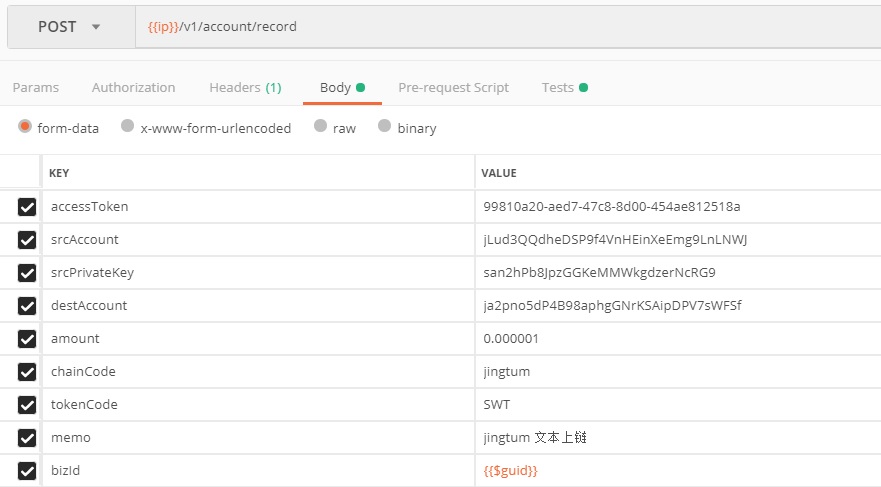 POST {{ip}}/v1/account/record
Params Authorization Headers (1) Body Pre-request Script Tests
form-data x-www-form-urlencoded raw binary
KEY VALUE
accessToken 99810a20-aed7-47c8-8d00-454ae812518a
srcAccount jLud3QQdheDSP9f4VnHEinXeEmg9LnLNWJ
srcPrivateKey san2hPb8JpzGGKeMMWkgdzerNcRG9
destAccount ja2pno5dP4B98aphgGNrKSAipDPV7sWFSf
amount 0.000001
chainCode jingtum
tokenCode SWT
memo jingtum 文本上链
bizId {{$guid}}